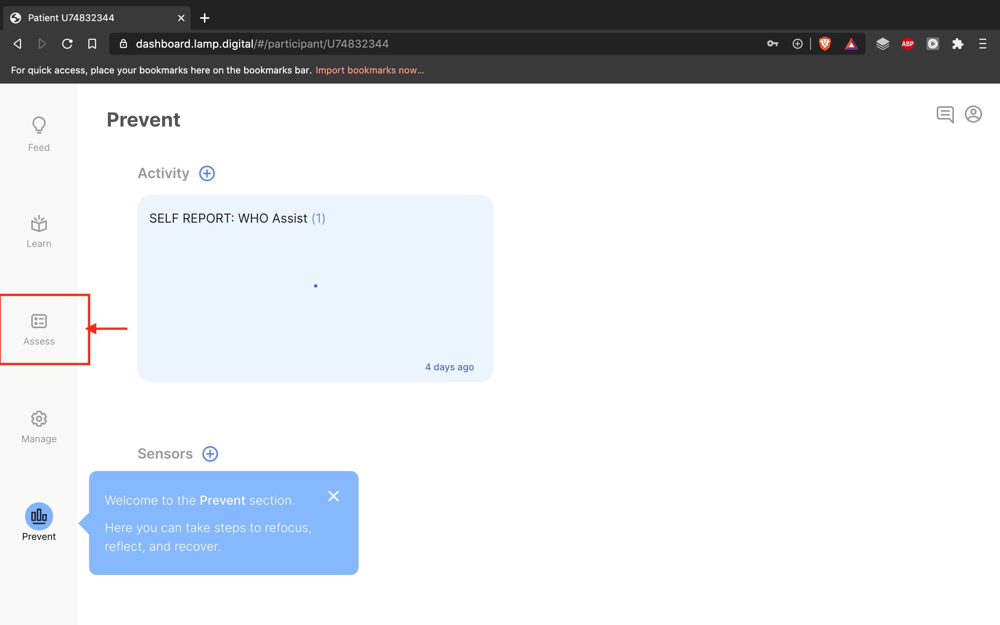 Patient U74832344
dashboard.lamp.digital/#/participant/U74832344
ABP
For quick access, place your bookmarks here on the bookmarks bar. Import bookmarks now...
Prevent
Feed
Activity
SELF REPORT: WHO Assist (1)
Learn
Assess
4 days ago
Manage
Sensors
Welcome to the Prevent section.
Here you can take steps to refocus,
reflect, and recover.
Prevent